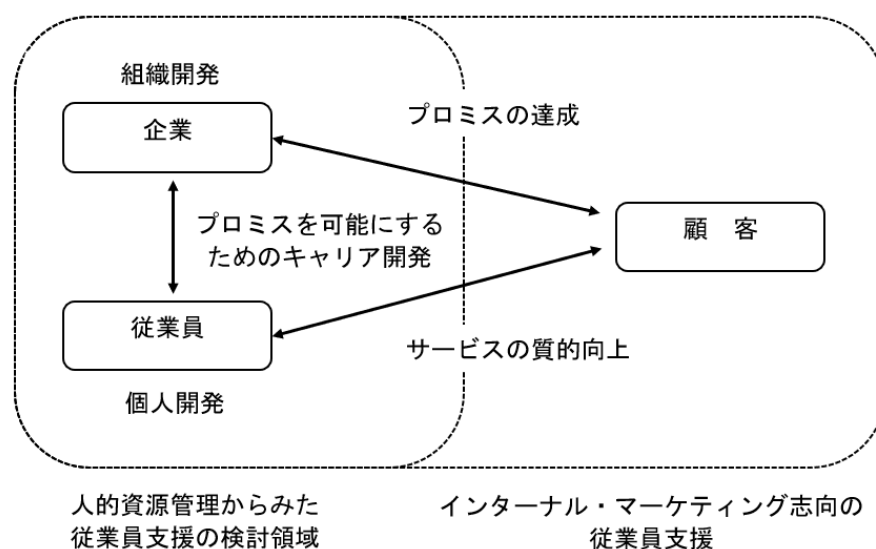 組織開発
企業
プロミスの達成
プロミスを可能にする
ためのキャリア開発
顧　客
従業員
サービスの質的向上
個人開発
人的資源管理からみた
従業員支援の検討領域
インターナル・マーケティング志向の
従業員支援